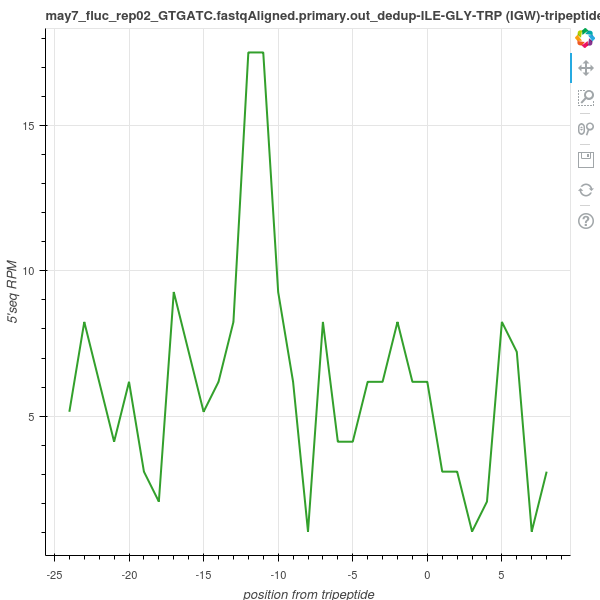 may7_fluc_rep02_GTGATC.fastqAligned.primary.out_dedup-ILE-GLY-TRP (IGW)-tripeptide
15
10
5
5'seq RPM
-25 -20 -15 -10 -5 0 5
position from tripeptide